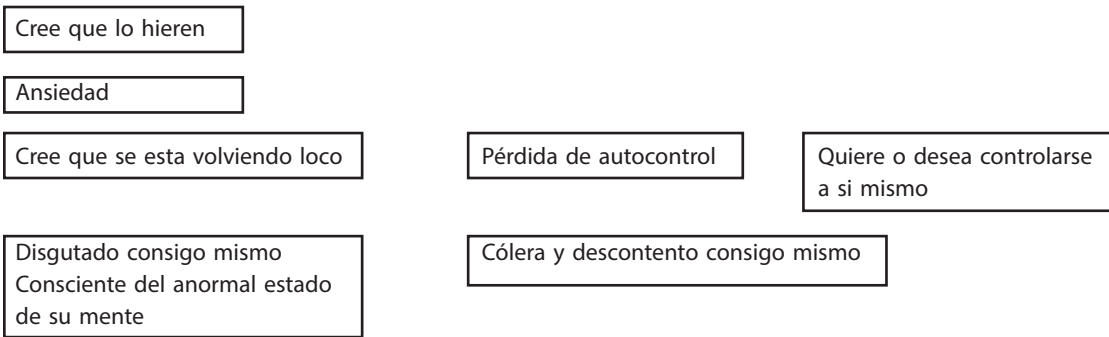 Cree que lo hieren
Ansiedad
Cree que se esta volviendo loco
Pérdida de autocontrol
Quiere o desea controlarse
a si mismo
Disgutado consigo mismo
Consciente del anormal estado
de su mente
Cólera y descontento consigo mismo